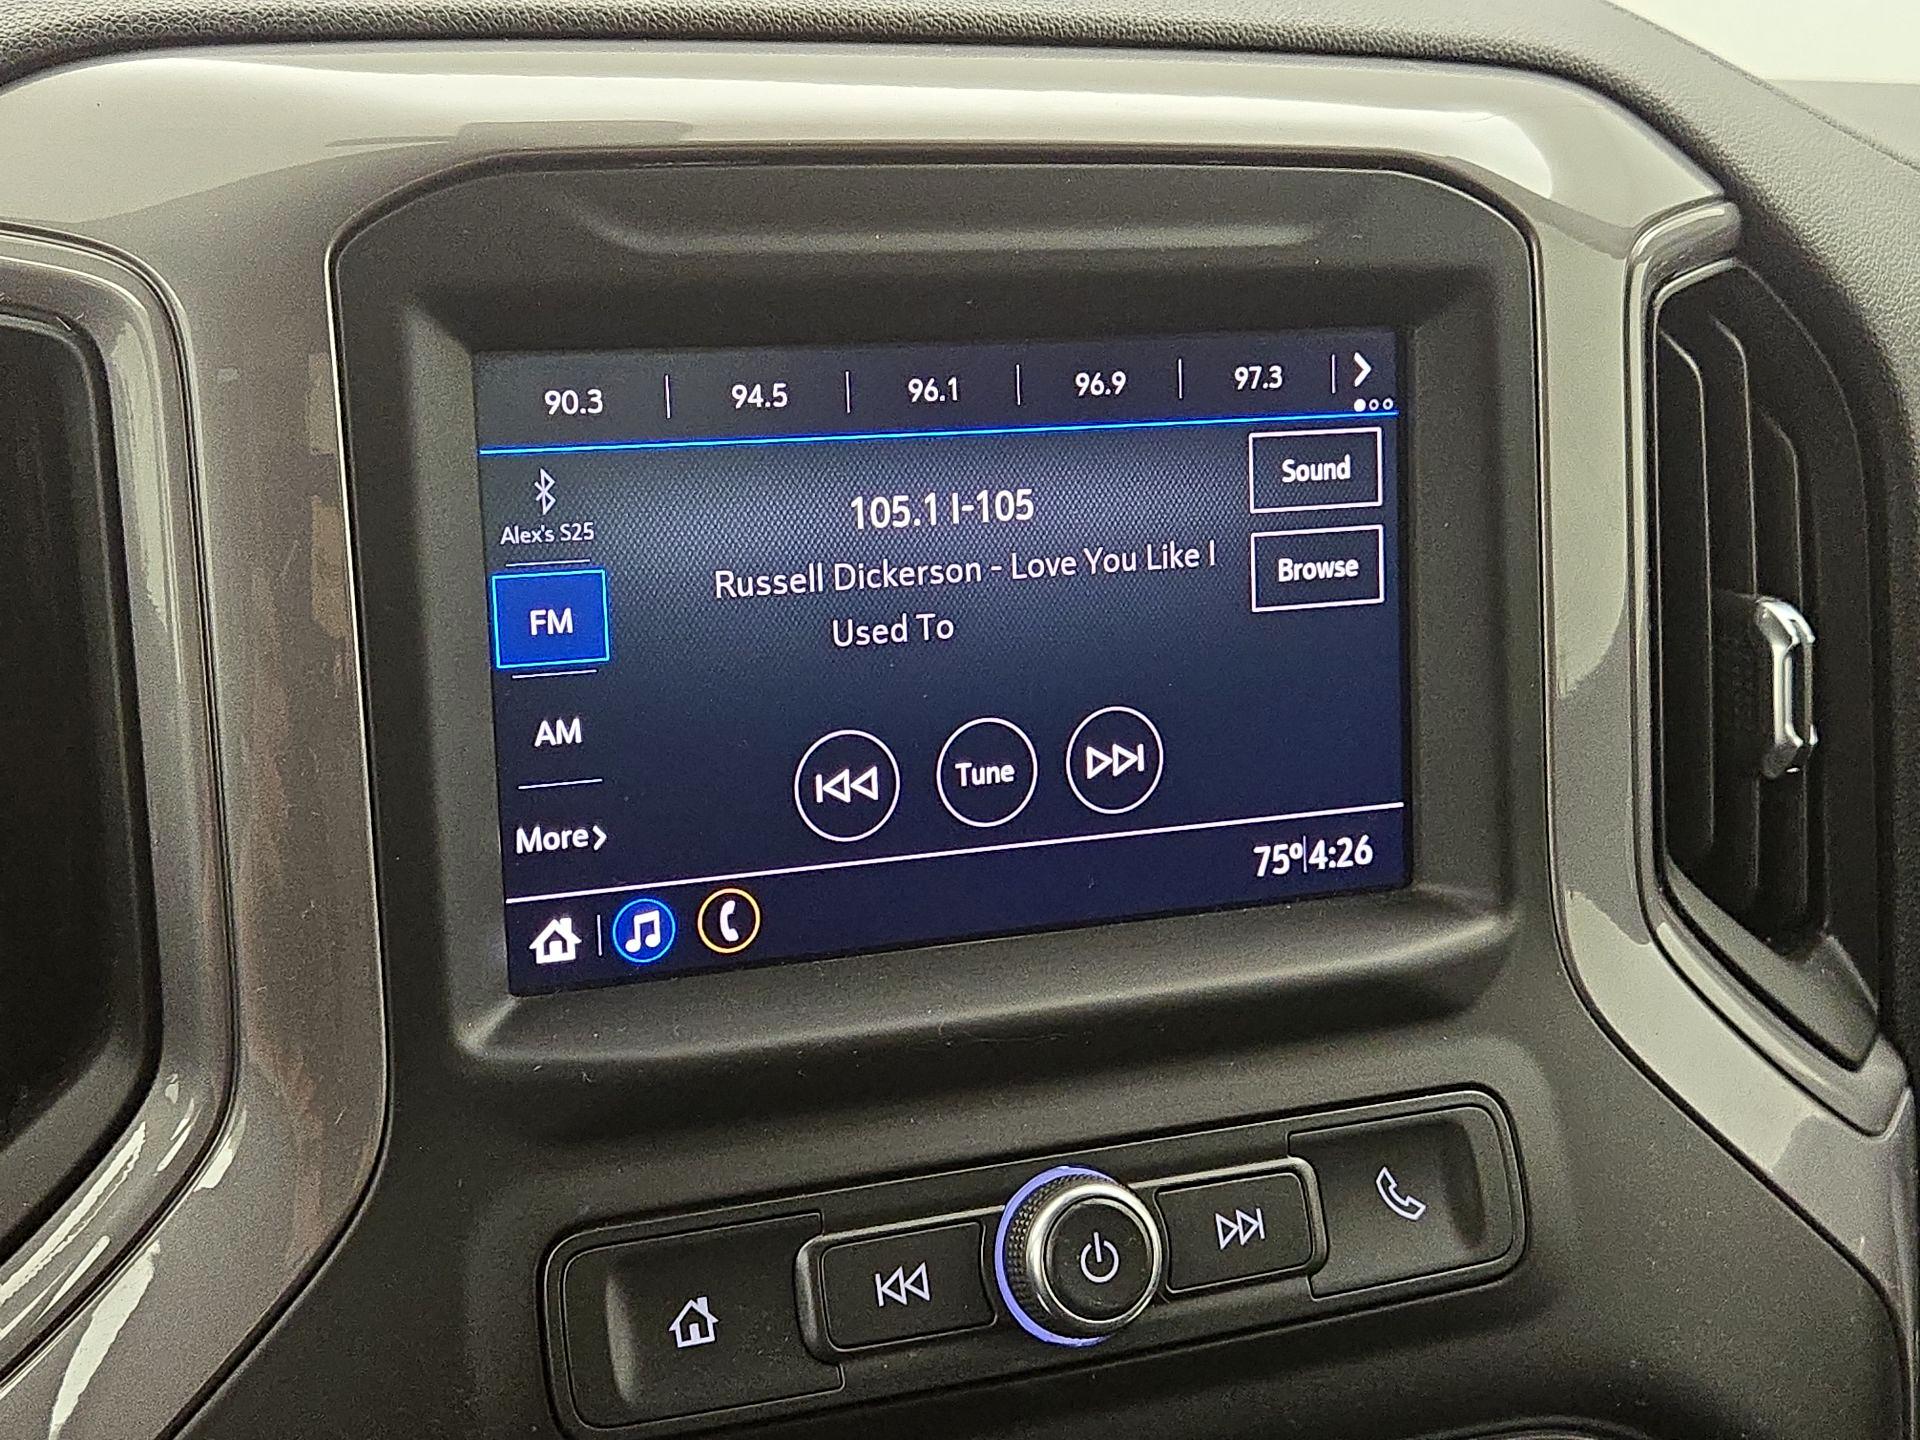 90.3 94.5 96.1 96.9 97.3
Alex's S25
105.1 I-105
Sound
Russell Dickerson - Love You Like I
Used To
Browse
FM
AM
Tune
More
75º 4:26